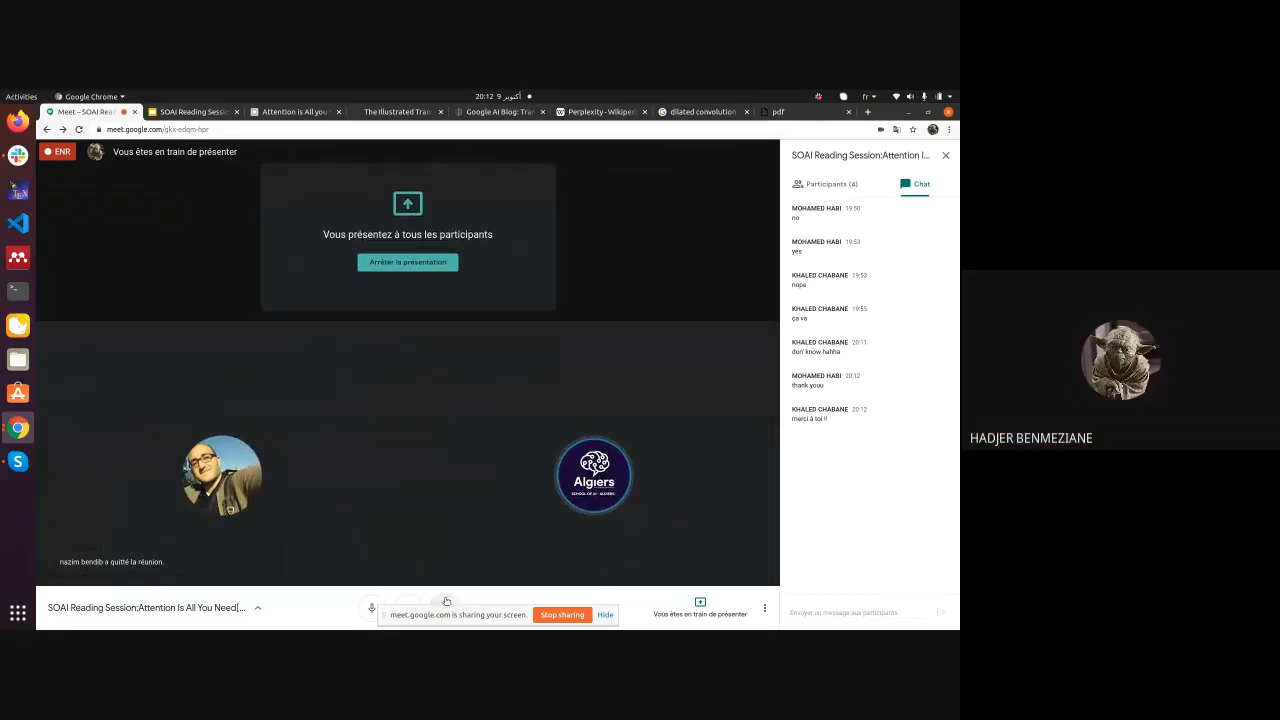 Activities
Google Chrome
20:12 9 أكتوبر
fr
Meet – SOAI Rea
SOAI Reading Sessi
Attention is All you
The Illustrated Tran
Google AI Blog: Tra
Perplexity - Wikiped
dilated convolution
pdf
meet.google.com/gkx-edqm-hpr
ENR
Vous êtes en train de présenter
Vous présentez à tous les participants
Arrêter la présentation
Algiers
SCHOOL OF AI - ALGIERS
nazim bendib a quitté la réunion.
SOAI Reading Session:Attention Is All You Need[...
meet.google.com is sharing your screen.
Stop sharing
Hide
Vous êtes en train de présenter
SOAI Reading Session:Attention I...
Participants (4)
Chat
MOHAMED HABI 19:50
no
MOHAMED HABI 19:53
yes
KHALED CHABANE 19:53
nope
KHALED CHABANE 19:55
ça va
KHALED CHABANE 20:11
don' know hahha
MOHAMED HABI 20:12
thank youu
KHALED CHABANE 20:12
merci à toi !!
Envoyer un message aux participants
HADJER BENMEZIANE